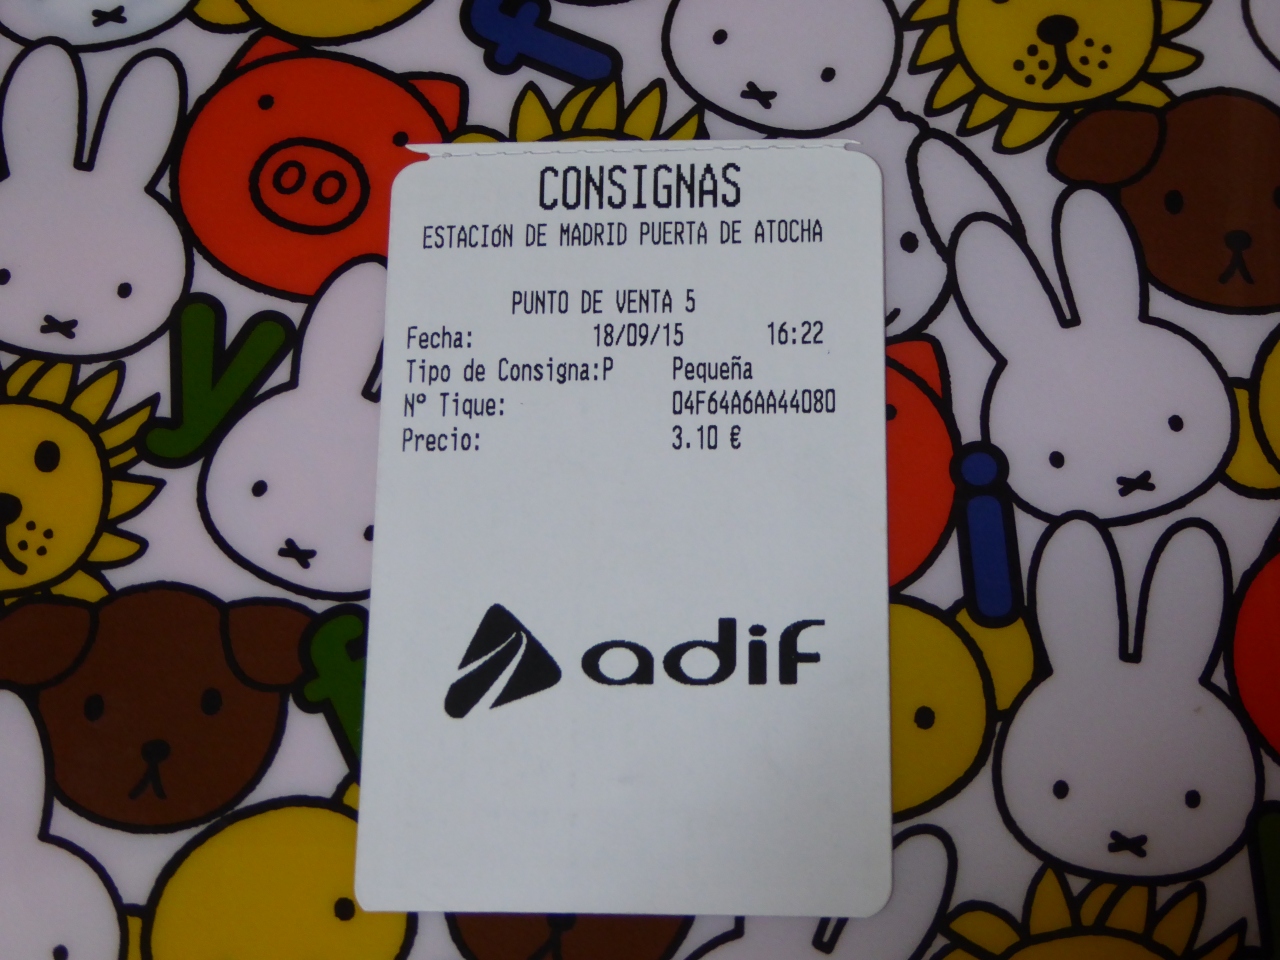 CONSIGNAS
ESTACIóN DE MADRID PUERTA DE ATOCHA
PUNTO DE VENTA 5
Fecha: 18/09/15 16:22
Tipo de Consigna:P Pequeña
Nº Tique: 04F64A6AA44080
Precio: 3.10 €
adif
f
y
i
f